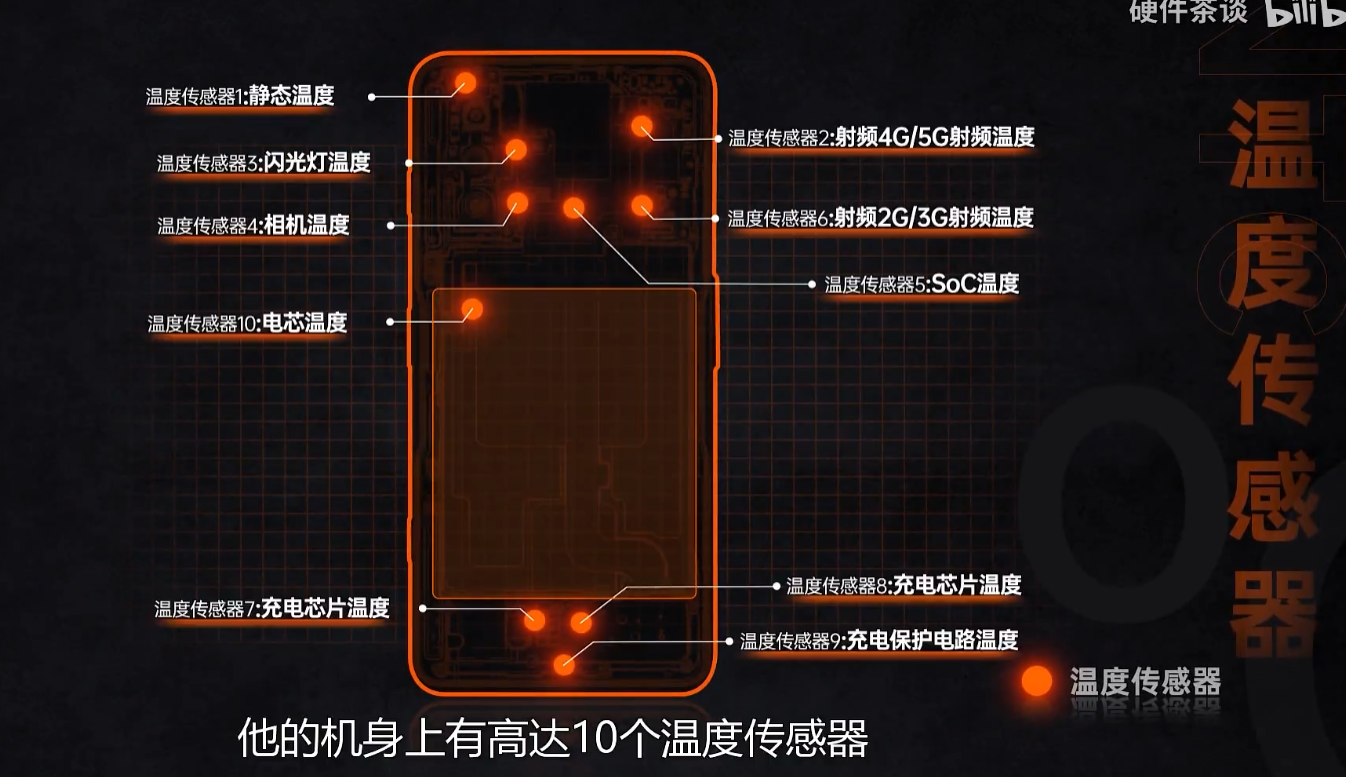 硬件茶谈 bilib
温度传感器1:静态温度
温度传感器2:射频4G/5G射频温度
温度传感器3:闪光灯温度
温度传感器4:相机温度
温度传感器6:射频2G/3G射频温度
温度传感器5:SoC温度
温度传感器10:电芯温度
温度传感器8:充电芯片温度
温度传感器7:充电芯片温度
温度传感器9:充电保护电路温度
温度传感器
温度传感器
他的机身上有高达10个温度传感器